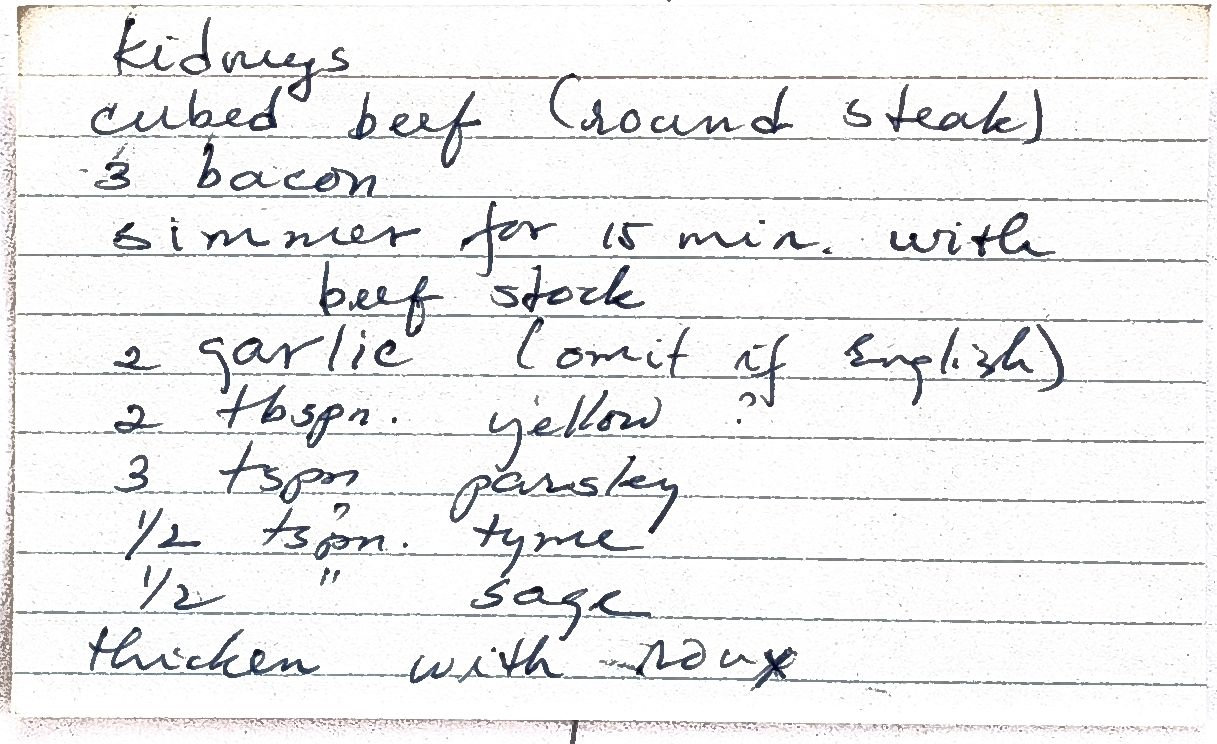 Kidneys
cubed beef (round steak)
3 bacon
simmer for 15 min. with
beef stock
2 garlic (omit if English)
2 tbspn. yellow ?
3 tspn parsley
?
1/2 tspn. tyme
1/2 " sage
thicken with roux